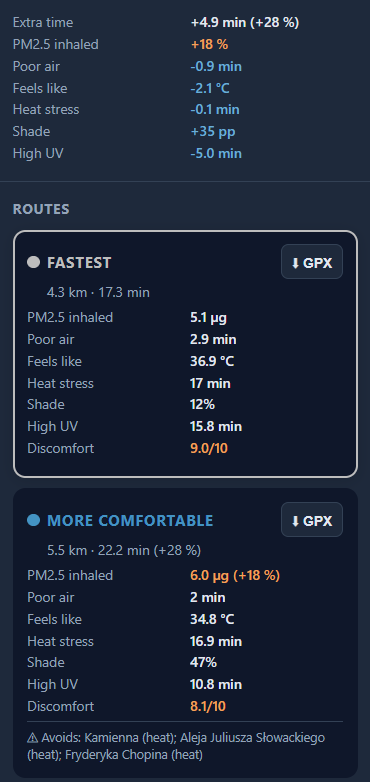 Extra time +4.9 min (+28 %)
PM2.5 inhaled +18 %
Poor air -0.9 min
Feels like -2.1 °C
Heat stress -0.1 min
Shade +35 pp
High UV -5.0 min
ROUTES
FASTEST ⬇ GPX
4.3 km · 17.3 min
PM2.5 inhaled 5.1 µg
Poor air 2.9 min
Feels like 36.9 °C
Heat stress 17 min
Shade 12%
High UV 15.8 min
Discomfort 9.0/10
MORE COMFORTABLE ⬇ GPX
5.5 km · 22.2 min (+28 %)
PM2.5 inhaled 6.0 µg (+18 %)
Poor air 2 min
Feels like 34.8 °C
Heat stress 16.9 min
Shade 47%
High UV 10.8 min
Discomfort 8.1/10
⚠ Avoids: Kamienna (heat); Aleja Juliusza Słowackiego
(heat); Fryderyka Chopina (heat)